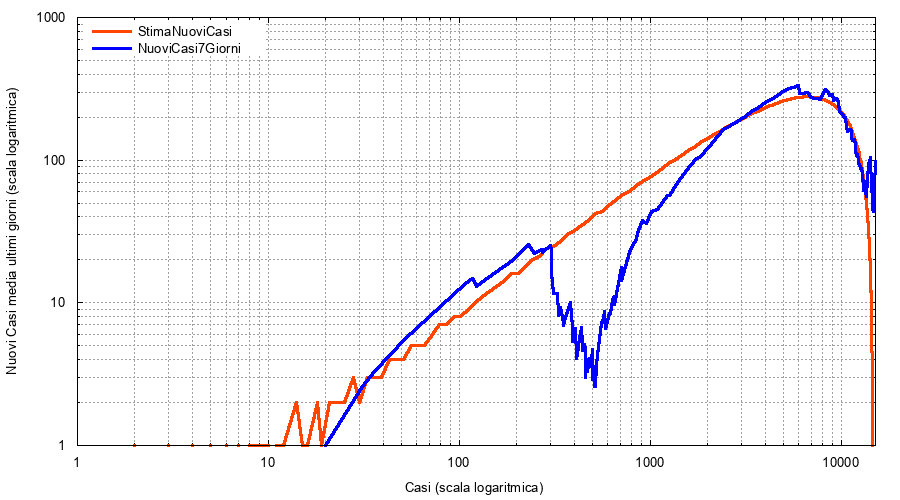 1000
StimaNuoviCasi
NuoviCasi7Giorni
100
10
1
Nuovi Casi media ultimi giorni (scala logaritmica)
1 10 100 1000 10000
Casi (scala logaritmica)